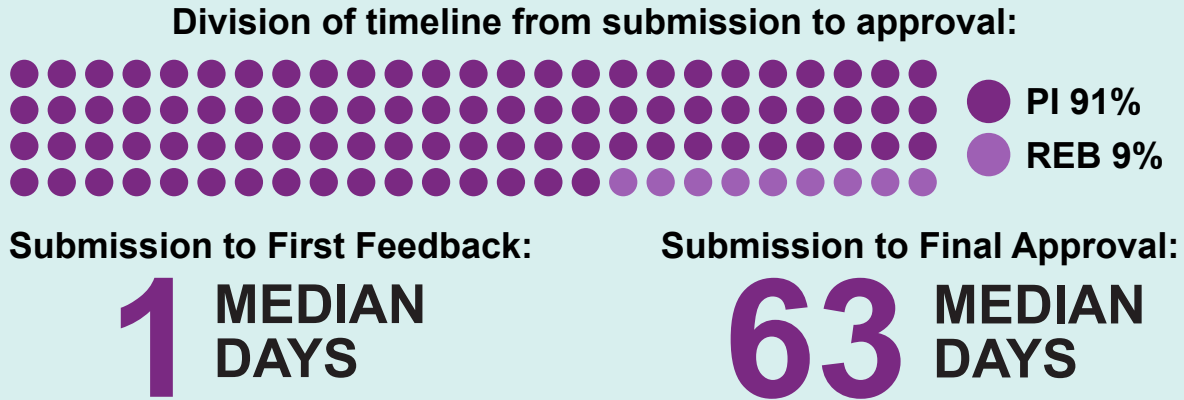 Division of timeline from submission to approval:
PI 91%
REB 9%
Submission to First Feedback:
1 MEDIAN
DAYS
Submission to Final Approval:
63 MEDIAN
DAYS